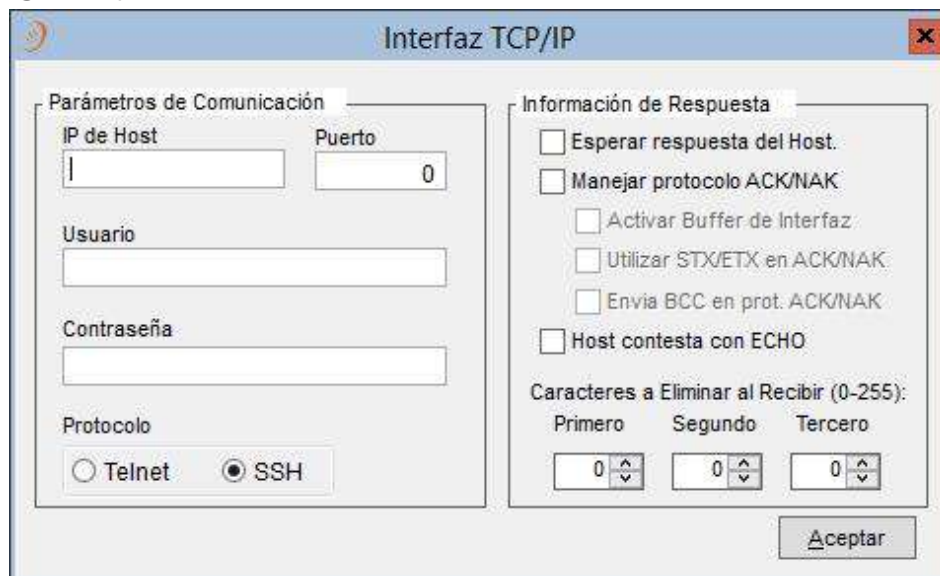 Interfaz TCP/IP
Parámetros de Comunicación
IP de Host Puerto
0
Usuario
Contraseña
Protocolo
Telnet SSH
Información de Respuesta
Esperar respuesta del Host.
Manejar protocolo ACK/NAK
Activar Buffer de Interfaz
Utilizar STX/ETX en ACK/NAK
Envia BCC en prot. ACK/NAK
Host contesta con ECHO
Caracteres a Eliminar al Recibir (0-255):
Primero Segundo Tercero
0 0 0
Aceptar